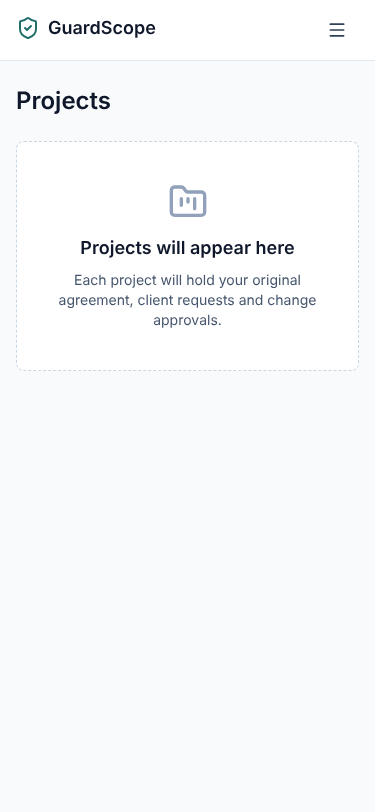 GuardScope
Projects
Projects will appear here
Each project will hold your original
agreement, client requests and change
approvals.